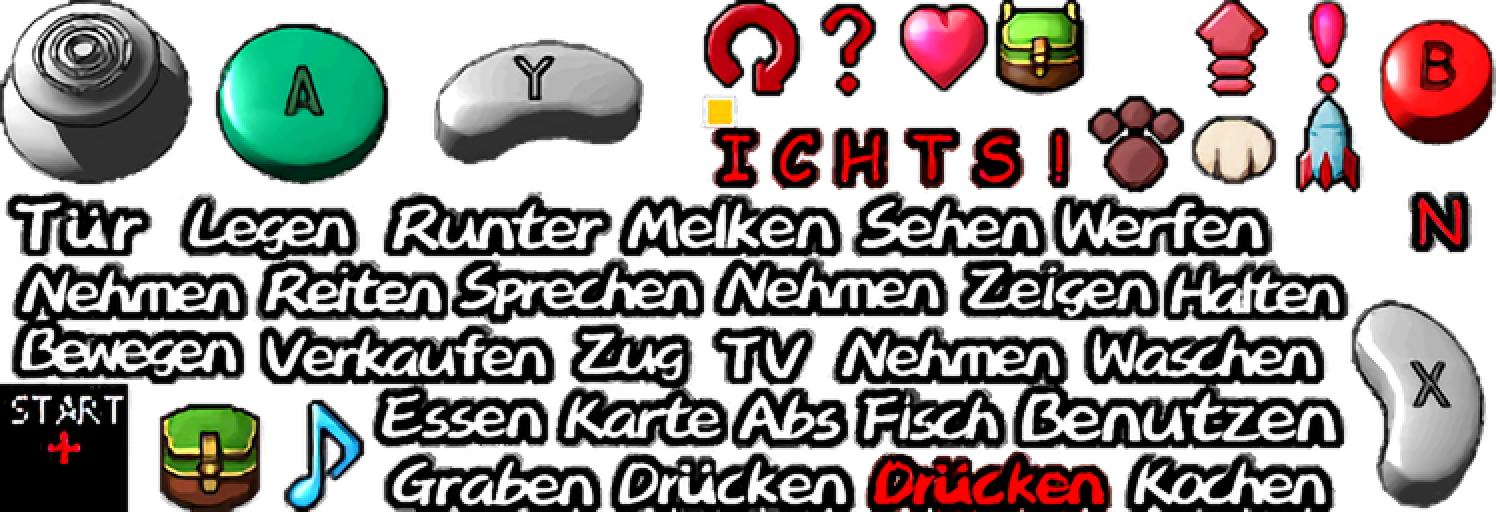 A Y B
ICHTS!
N
Tür Legen Runter Melken Sehen Werfen
Nehmen Reiten Sprechen Nehmen Zeigen Halten
Bewegen Verkaufen Zug TV Nehmen Waschen
X
START
Essen Karte Abs Fisch Benutzen
Graben Drücken Drücken Kochen